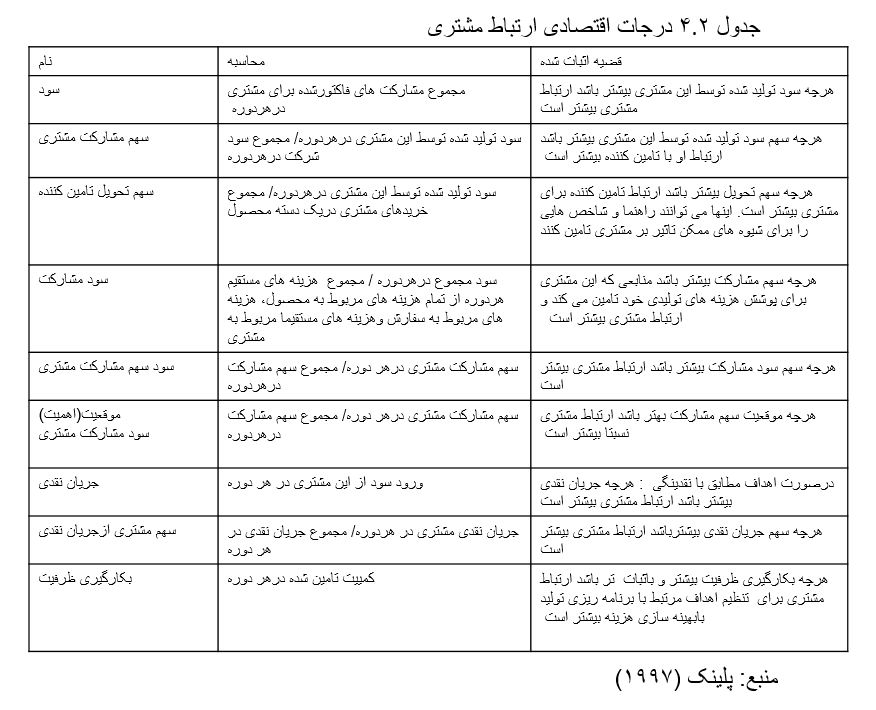 جدول ۴.۲ درجات اقتصادی ارتباط مشتری
نام
محاسبه
قضیه اثبات شده
سود
مجموع مشارکت های فاکتورشده برای مشتری
درهردوره
هرچه سود تولید شده توسط این مشتری بیشتر باشد ارتباط
مشتری بیشتر است
سهم مشارکت مشتری
سود تولید شده توسط این مشتری درهردوره/ مجموع سود
شرکت درهردوره
هرچه سهم سود تولید شده توسط این مشتری بیشتر باشد
ارتباط او با تامین کننده بیشتر است
سهم تحویل تامین کننده
سود تولید شده توسط این مشتری درهردوره/ مجموع
خریدهای مشتری دریک دسته محصول
هرچه سهم تحویل بیشتر باشد ارتباط تامین کننده برای
مشتری بیشتر است. اینها می توانند راهنما و شاخص هایی
را برای شیوه های ممکن تاثیر بر مشتری تامین کنند
سود مشارکت
سود مجموع درهردوره / مجموع هزینه های مستقیم
هردوره از تمام هزینه های مربوط به محصول، هزینه
های مربوط به سفارش وهزینه های مستقیما مربوط به
مشتری
هرچه سهم مشارکت بیشتر باشد منابعی که این مشتری
برای پوشش هزینه های تولیدی خود تامین می کند و
ارتباط مشتری بیشتر است
سود سهم مشارکت مشتری
سهم مشارکت مشتری درهر دوره/ مجموع سهم مشارکت
درهردوره
هرچه سهم سود مشارکت بیشتر باشد ارتباط مشتری بیشتر
است
موقعیت(اهمیت)
سود مشارکت مشتری
سهم مشارکت مشتری درهر دوره/ مجموع سهم مشارکت
درهردوره
هرچه موقعیت سهم مشارکت بهتر باشد ارتباط مشتری
نسبتا بیشتر است
جریان نقدی
ورود سود از این مشتری در هر دوره
درصورت اهداف مطابق با نقدینگی : هرچه جریان نقدی
بیشتر باشد ارتباط مشتری بیشتر است
سهم مشتری ازجریان نقدی
جریان نقدی مشتری در هردوره/ مجموع جریان نقدی در
هر دوره
هرچه سهم جریان نقدی بیشترباشد ارتباط مشتری بیشتر
است
بکارگیری ظرفیت
کمیت تامین شده درهر دوره
هرچه بکارگیری ظرفیت بیشتر و باثبات تر باشد ارتباط
مشتری برای تنظیم اهداف مرتبط با برنامه ریزی تولید
بابهینه سازی هزینه بیشتر است
منبع: پلینک (۱۹۹۷)